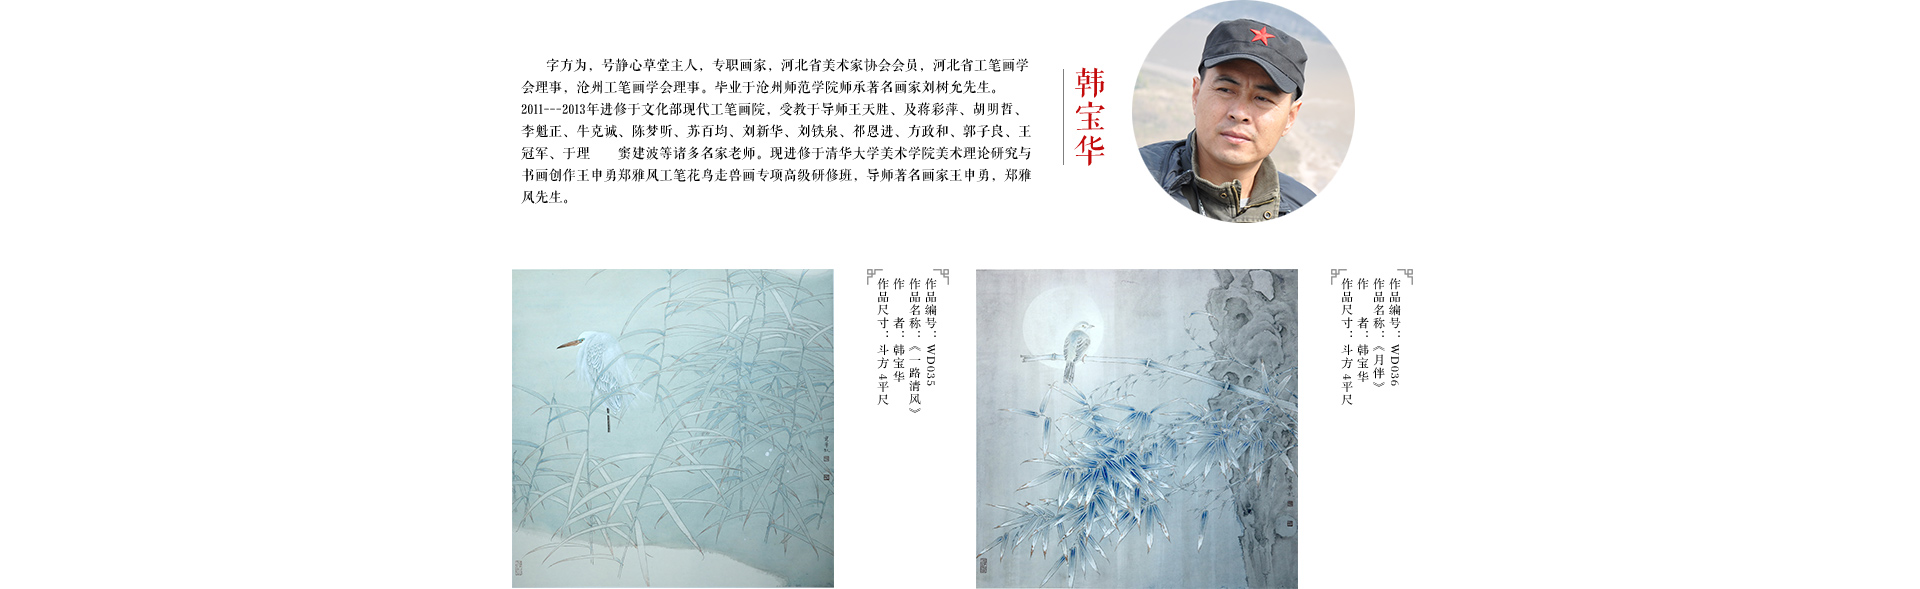 字方为，号静心草堂主人，专职画家，河北省美术家协会会员，河北省工笔画学
会理事，沧州工笔画学会理事。毕业于沧州师范学院师承著名画家刘树允先生。
2011---2013年进修于文化部现代工笔画院，受教于导师王天胜、及蒋彩萍、胡明哲、
李魁正、牛克诚、陈梦昕、苏百均、刘新华、刘铁泉、祁恩进、方政和、郭子良、王
冠军、于理　　窦建波等诸多名家老师。现进修于清华大学美术学院美术理论研究与
书画创作王申勇郑雅风工笔花鸟走兽画专项高级研修班，导师著名画家王申勇，郑雅
风先生。
韩宝华
作品编号：WD035
作品名称：《一路清风》
作　者：韩宝华
作品尺寸：斗方 4平尺
作品编号：WD036
作品名称：《月伴》
作　者：韩宝华
作品尺寸：斗方 4平尺